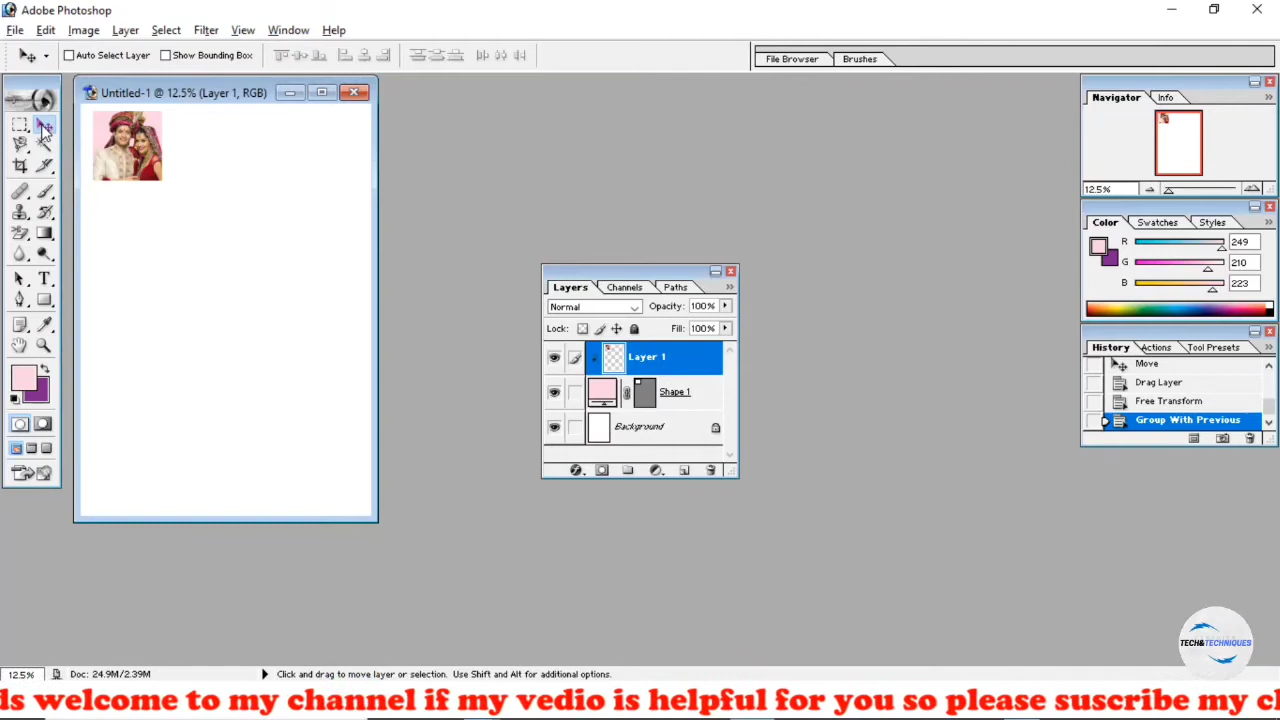 Adobe Photoshop
File Edit Image Layer Select Filter View Window Help
Auto Select Layer Show Bounding Box File Browser Brushes
Untitled-1 @ 12.5% (Layer 1, RGB)
Navigator Info
12.5%
Color Swatches Styles
R 249
G 210
B 223
Layers Channels Paths
Normal Opacity: 100%
Lock: Fill: 100%
Layer 1
Shape 1
Background
History Actions Tool Presets
Move
Drag Layer
Free Transform
Group With Previous
TECH&TECHNIQUES
12.5% Doc: 24.9M/2.39M Click and drag to move layer or selection. Use Shift and Alt for additional options.
ds welcome to my channel if my vedio is helpful for you so please suscribe my cl